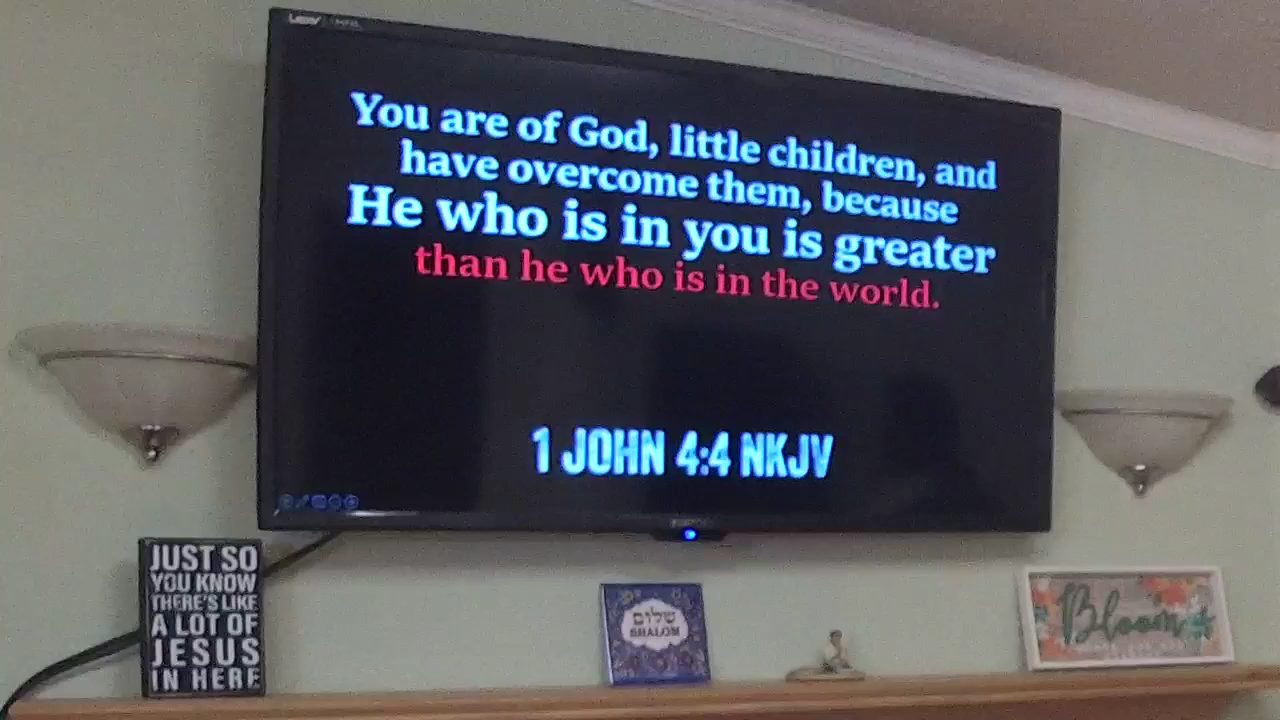 You are of God, little children, and
have overcome them, because
He who is in you is greater
than he who is in the world.
1 JOHN 4:4 NKJV
JUST SO
YOU KNOW
THERE'S LIKE
A LOT OF
JESUS
IN HERE
שלום
SHALOM
Bloom